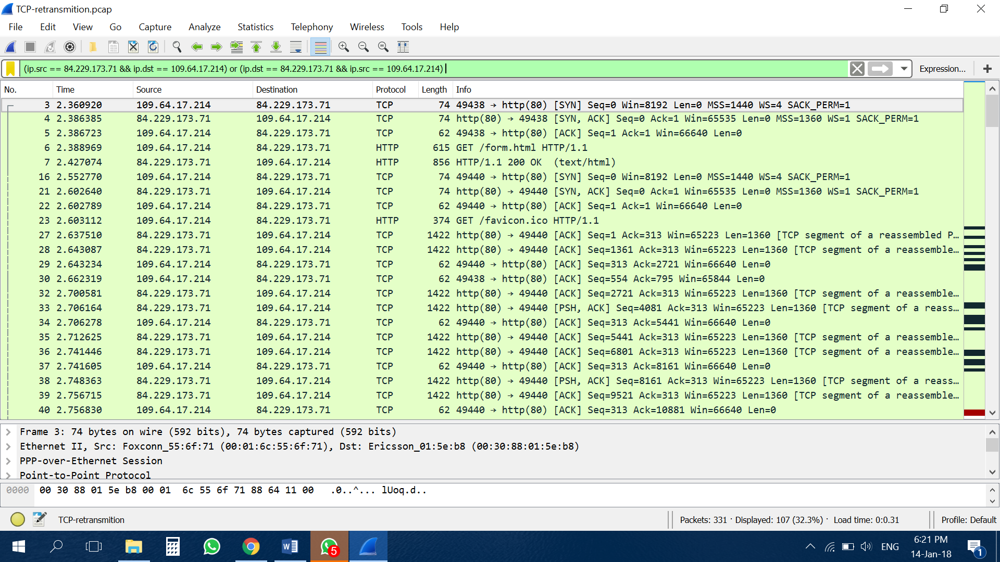 TCP-retransmition.pcap
File Edit View Go Capture Analyze Statistics Telephony Wireless Tools Help
(ip.src == 84.229.173.71 && ip.dst == 109.64.17.214) or (ip.dst == 84.229.173.71 && ip.src == 109.64.17.214) Expression... +
No. Time Source Destination Protocol Length Info
3 2.360920 109.64.17.214 84.229.173.71 TCP 74 49438 → http(80) [SYN] Seq=0 Win=8192 Len=0 MSS=1440 WS=4 SACK_PERM=1
4 2.386385 84.229.173.71 109.64.17.214 TCP 74 http(80) → 49438 [SYN, ACK] Seq=0 Ack=1 Win=65535 Len=0 MSS=1360 WS=1 SACK_PERM=1
5 2.386723 109.64.17.214 84.229.173.71 TCP 62 49438 → http(80) [ACK] Seq=1 Ack=1 Win=66640 Len=0
6 2.388969 109.64.17.214 84.229.173.71 HTTP 615 GET /form.html HTTP/1.1
7 2.427074 84.229.173.71 109.64.17.214 HTTP 856 HTTP/1.1 200 OK (text/html)
16 2.552770 109.64.17.214 84.229.173.71 TCP 74 49440 → http(80) [SYN] Seq=0 Win=8192 Len=0 MSS=1440 WS=4 SACK_PERM=1
21 2.602640 84.229.173.71 109.64.17.214 TCP 74 http(80) → 49440 [SYN, ACK] Seq=0 Ack=1 Win=65535 Len=0 MSS=1360 WS=1 SACK_PERM=1
22 2.602789 109.64.17.214 84.229.173.71 TCP 62 49440 → http(80) [ACK] Seq=1 Ack=1 Win=66640 Len=0
23 2.603112 109.64.17.214 84.229.173.71 HTTP 374 GET /favicon.ico HTTP/1.1
27 2.637510 84.229.173.71 109.64.17.214 TCP 1422 http(80) → 49440 [ACK] Seq=1 Ack=313 Win=65223 Len=1360 [TCP segment of a reassembled P…
28 2.643087 84.229.173.71 109.64.17.214 TCP 1422 http(80) → 49440 [ACK] Seq=1361 Ack=313 Win=65223 Len=1360 [TCP segment of a reassemble…
29 2.643234 109.64.17.214 84.229.173.71 TCP 62 49440 → http(80) [ACK] Seq=313 Ack=2721 Win=66640 Len=0
30 2.662319 109.64.17.214 84.229.173.71 TCP 62 49438 → http(80) [ACK] Seq=554 Ack=795 Win=65844 Len=0
32 2.700581 84.229.173.71 109.64.17.214 TCP 1422 http(80) → 49440 [ACK] Seq=2721 Ack=313 Win=65223 Len=1360 [TCP segment of a reassemble…
33 2.706164 84.229.173.71 109.64.17.214 TCP 1422 http(80) → 49440 [PSH, ACK] Seq=4081 Ack=313 Win=65223 Len=1360 [TCP segment of a reass…
34 2.706278 109.64.17.214 84.229.173.71 TCP 62 49440 → http(80) [ACK] Seq=313 Ack=5441 Win=66640 Len=0
35 2.712625 84.229.173.71 109.64.17.214 TCP 1422 http(80) → 49440 [ACK] Seq=5441 Ack=313 Win=65223 Len=1360 [TCP segment of a reassemble…
36 2.741446 84.229.173.71 109.64.17.214 TCP 1422 http(80) → 49440 [ACK] Seq=6801 Ack=313 Win=65223 Len=1360 [TCP segment of a reassemble…
37 2.741605 109.64.17.214 84.229.173.71 TCP 62 49440 → http(80) [ACK] Seq=313 Ack=8161 Win=66640 Len=0
38 2.748363 84.229.173.71 109.64.17.214 TCP 1422 http(80) → 49440 [PSH, ACK] Seq=8161 Ack=313 Win=65223 Len=1360 [TCP segment of a reass…
39 2.756715 84.229.173.71 109.64.17.214 TCP 1422 http(80) → 49440 [ACK] Seq=9521 Ack=313 Win=65223 Len=1360 [TCP segment of a reassemble…
40 2.756830 109.64.17.214 84.229.173.71 TCP 62 49440 → http(80) [ACK] Seq=313 Ack=10881 Win=66640 Len=0
Frame 3: 74 bytes on wire (592 bits), 74 bytes captured (592 bits)
Ethernet II, Src: Foxconn_55:6f:71 (00:01:6c:55:6f:71), Dst: Ericsson_01:5e:b8 (00:30:88:01:5e:b8)
PPP-over-Ethernet Session
Point-to-Point Protocol
0000 00 30 88 01 5e b8 00 01 6c 55 6f 71 88 64 11 00 .0..^... lUoq.d..
TCP-retransmition Packets: 331 · Displayed: 107 (32.3%) · Load time: 0:0.31 Profile: Default
5 ENG 6:21 PM
14-Jan-18 1